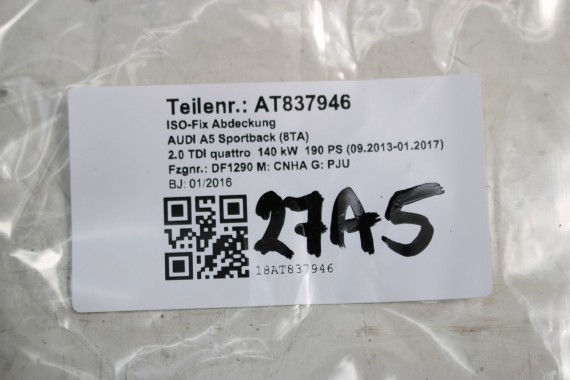 Teilenr.: AT837946
ISO-Fix Abdeckung
AUDI A5 Sportback (8TA)
2.0 TDI quattro 140 kW 190 PS (09.2013-01.2017)
Fzgnr.: DF1290 M: CNHA G: PJU
BJ: 01/2016
27A5
18AT837946